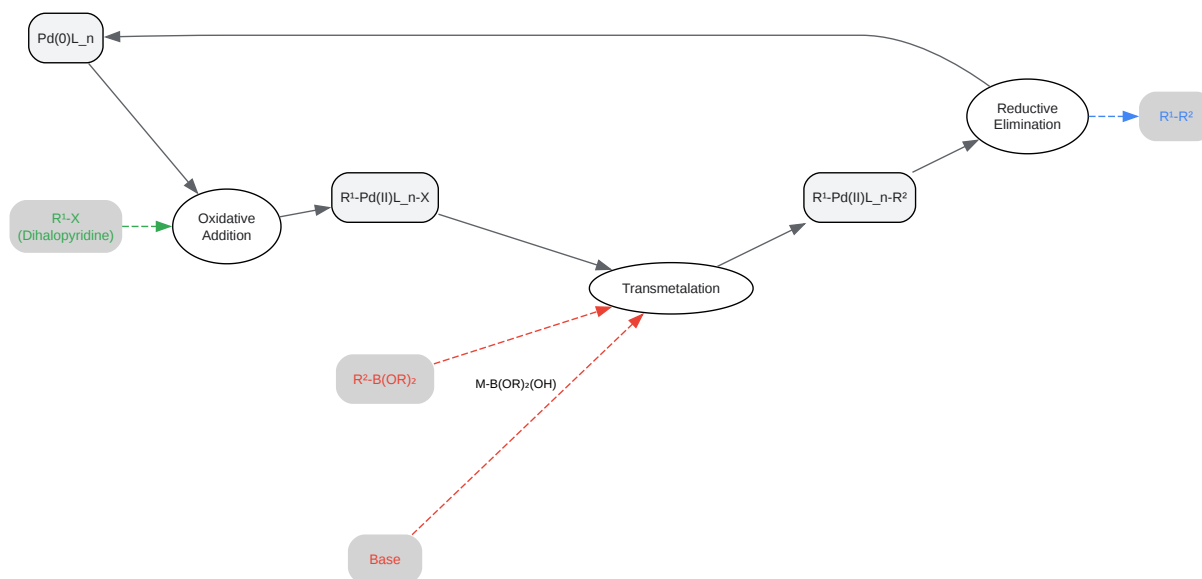 Pd(0)L_n
Reductive
Elimination
R¹-R²
R¹-X
(Dihalopyridine)
Oxidative
Addition
R¹-Pd(II)L_n-X
R¹-Pd(II)L_n-R²
Transmetalation
R²-B(OR)₂
M-B(OR)₂(OH)
Base